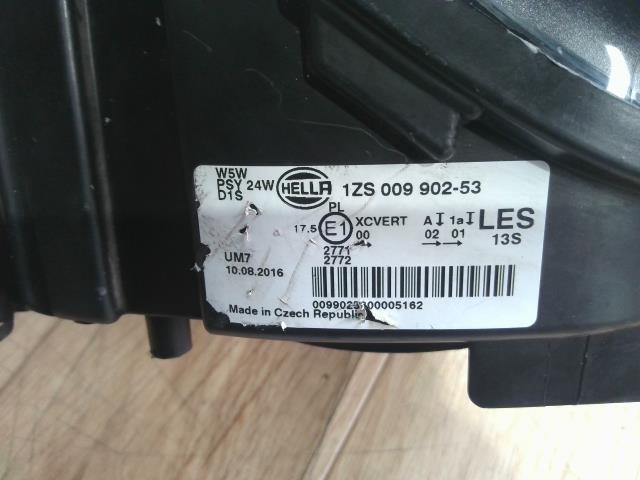 W5W
PSY 24W
D1S
HELLA 1ZS 009 902-53
PL
17.5 E1 XCVERT A 1a LES
00 02 01 13S
2771
2772
UM7
10.08.2016
Made in Czech Republic